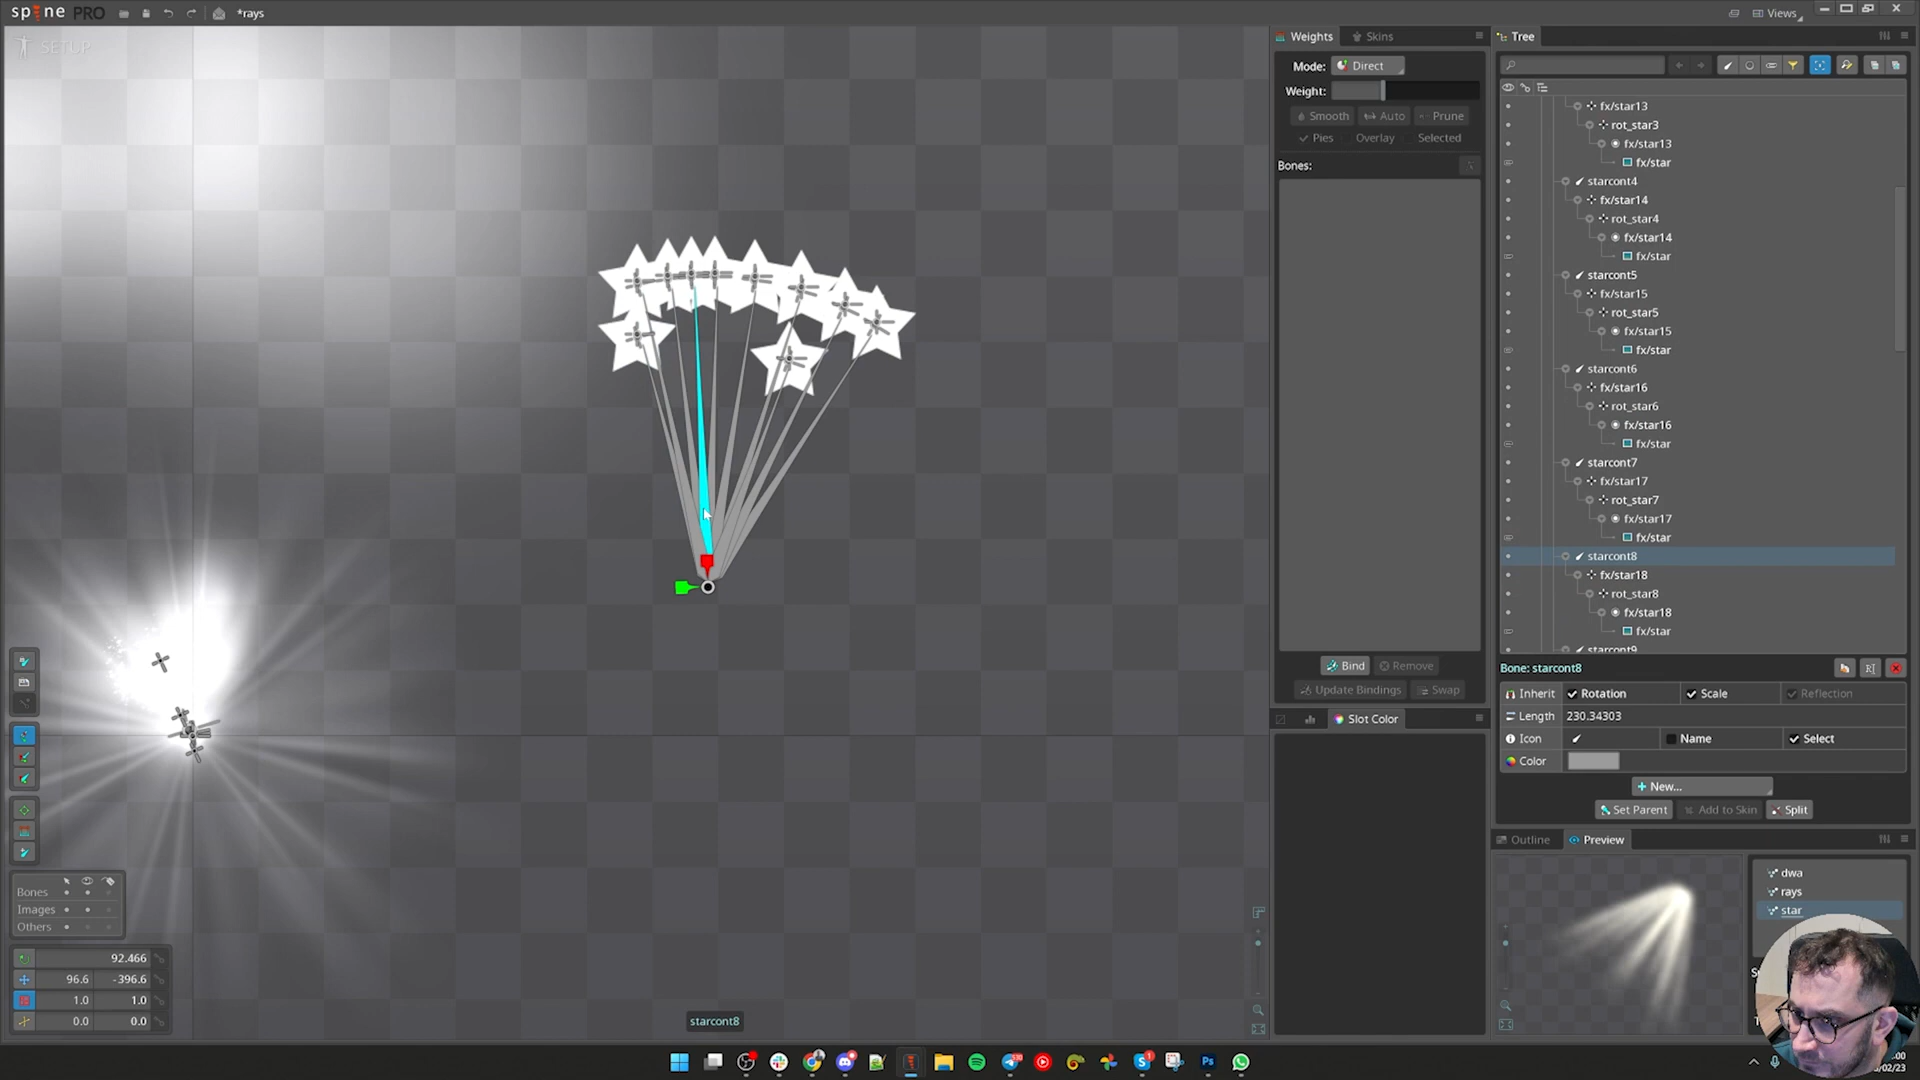 spine PRO
*rays
Views
SETUP
Weights
Skins
Mode:
Direct
Weight:
Smooth
Auto
Prune
Pies
Overlay
Selected
Bones:
Bind
Remove
Update Bindings
Swap
Slot Color
Tree
fx/star13
rot_star3
fx/star13
fx/star
starcont4
fx/star14
rot_star4
fx/star14
fx/star
starcont5
fx/star15
rot_star5
fx/star15
fx/star
starcont6
fx/star16
rot_star6
fx/star16
fx/star
starcont7
fx/star17
rot_star7
fx/star17
fx/star
starcont8
fx/star18
rot_star8
fx/star18
fx/star
starcont9
Bone: starcont8
Inherit
Rotation
Scale
Reflection
Length
230.34303
Icon
Name
Select
Color
New...
Set Parent
Add to Skin
Split
Outline
Preview
dwa
rays
star
Bones
Images
Others
92.466
96.6
-396.6
1.0
1.0
0.0
0.0
starcont8